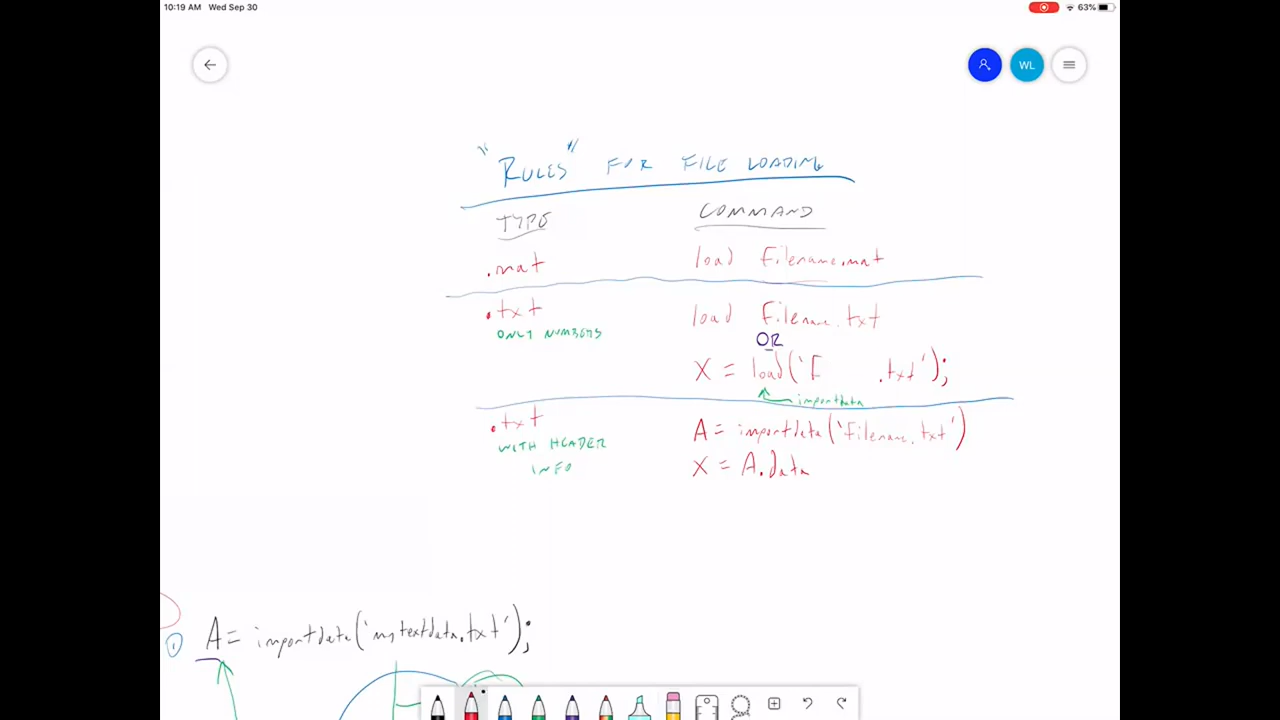 10:19 AM Wed Sep 30
63%
WL
"RULES" FOR FILE LOADING
TYPE COMMAND
.mat load Filename.mat
.txt load Filename.txt
ONLY NUMBERS
OR
X = load('F .txt');
importdata
.txt A = importdata('Filename.txt')
WITH HEADER
INFO X = A.data
1 A = importdata('mytextdata.txt');